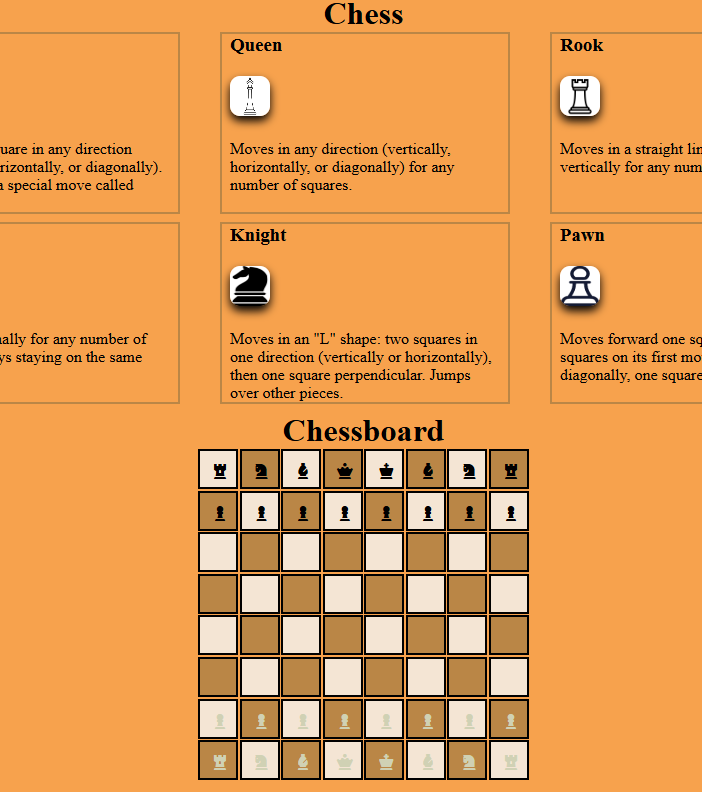 Chess
Queen
Rook
uare in any direction
rizontally, or diagonally).
a special move called
Moves in any direction (vertically,
horizontally, or diagonally) for any
number of squares.
Moves in a straight lin
vertically for any num
Knight
Pawn
nally for any number of
ys staying on the same
Moves in an "L" shape: two squares in
one direction (vertically or horizontally),
then one square perpendicular. Jumps
over other pieces.
Moves forward one sq
squares on its first mo
diagonally, one square
Chessboard